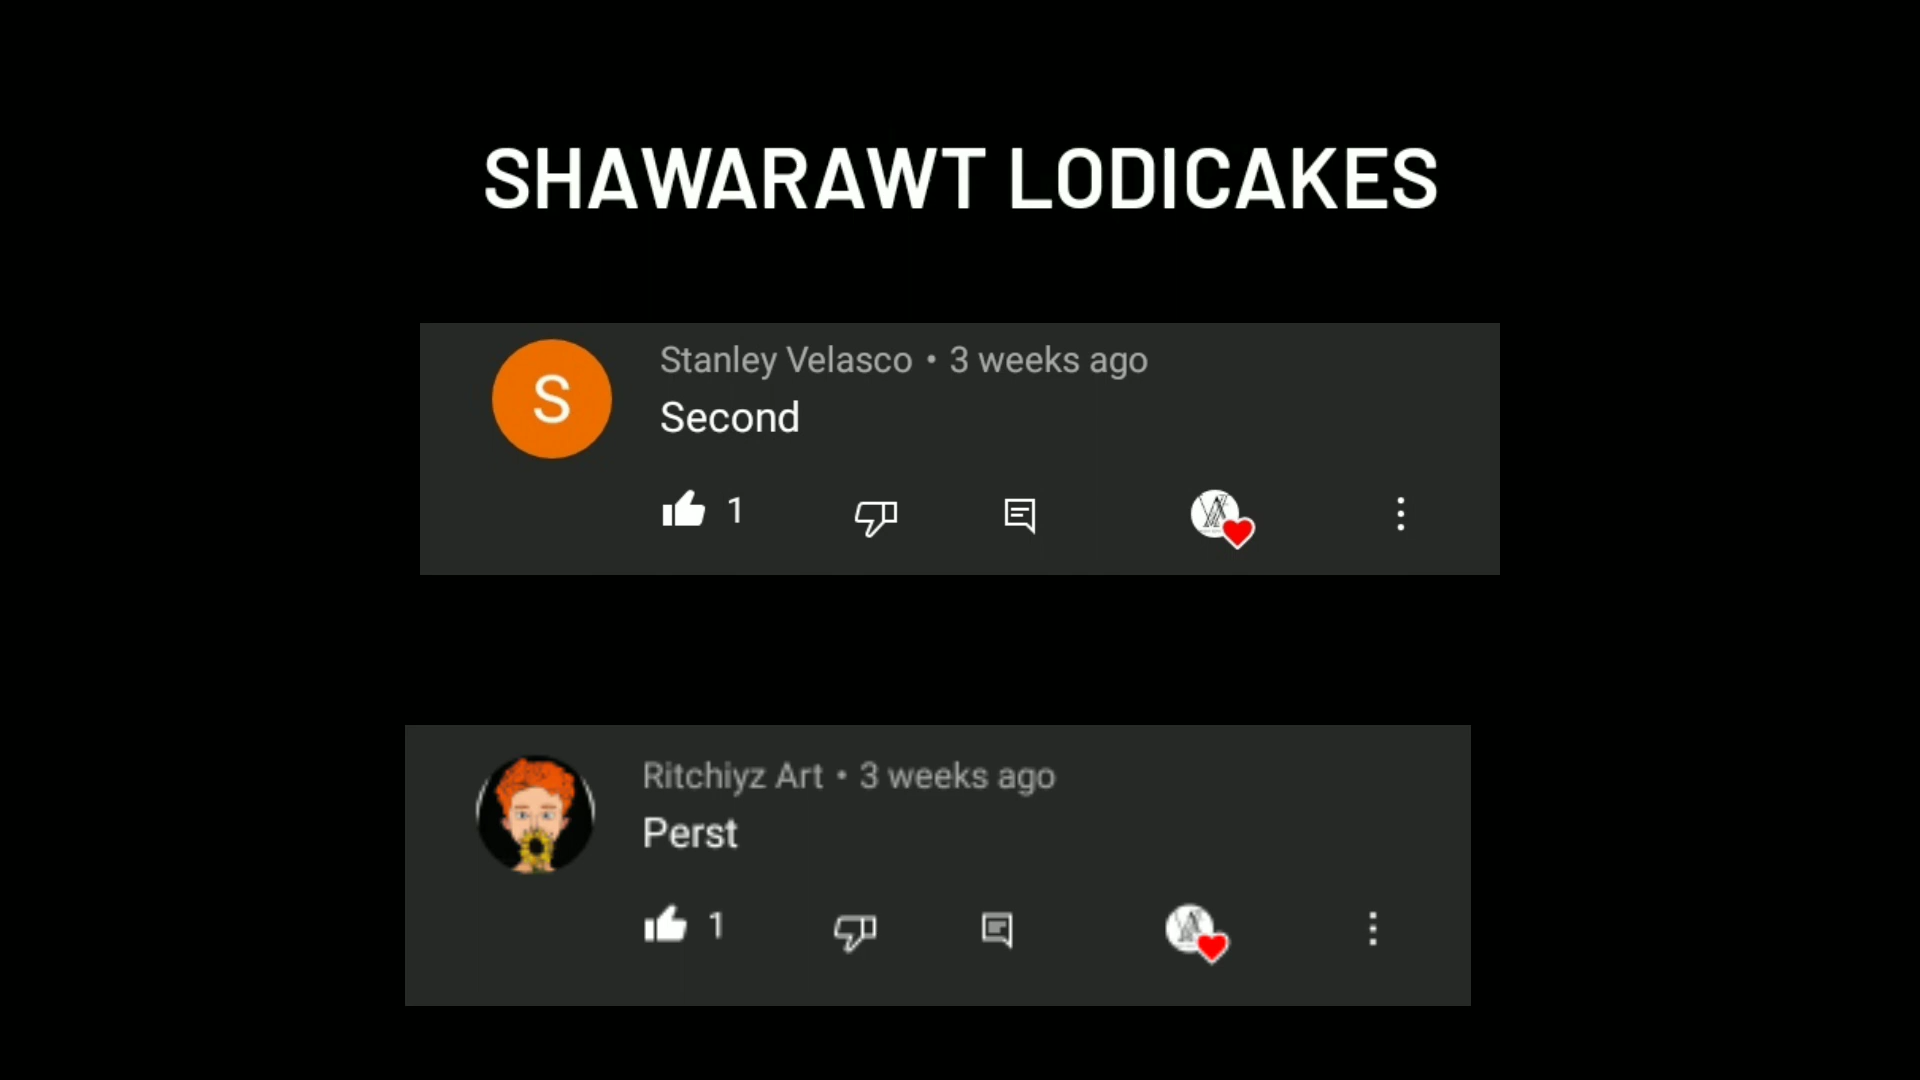 SHAWARAWT LODICAKES
S
Stanley Velasco • 3 weeks ago
Second
1
Ritchiyz Art • 3 weeks ago
Perst
1